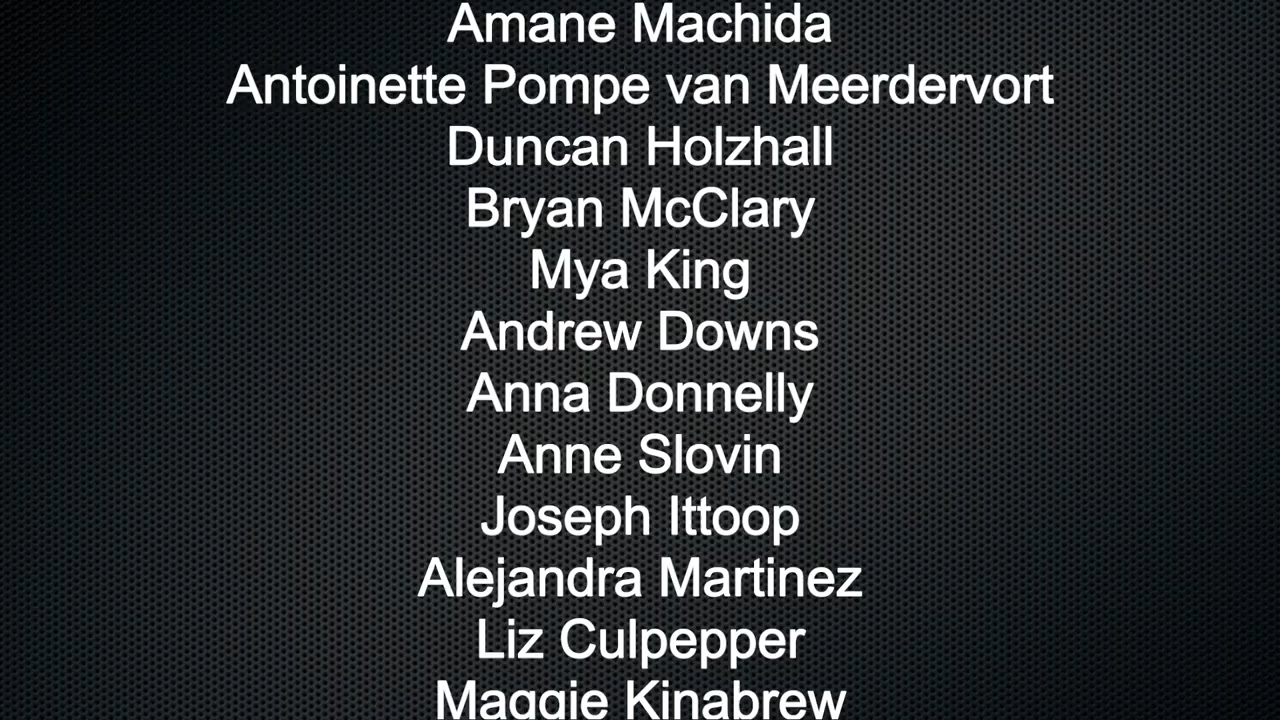 Amane Machida
Antoinette Pompe van Meerdervort
Duncan Holzhall
Bryan McClary
Mya King
Andrew Downs
Anna Donnelly
Anne Slovin
Joseph Ittoop
Alejandra Martinez
Liz Culpepper
Maggie Kinabrew